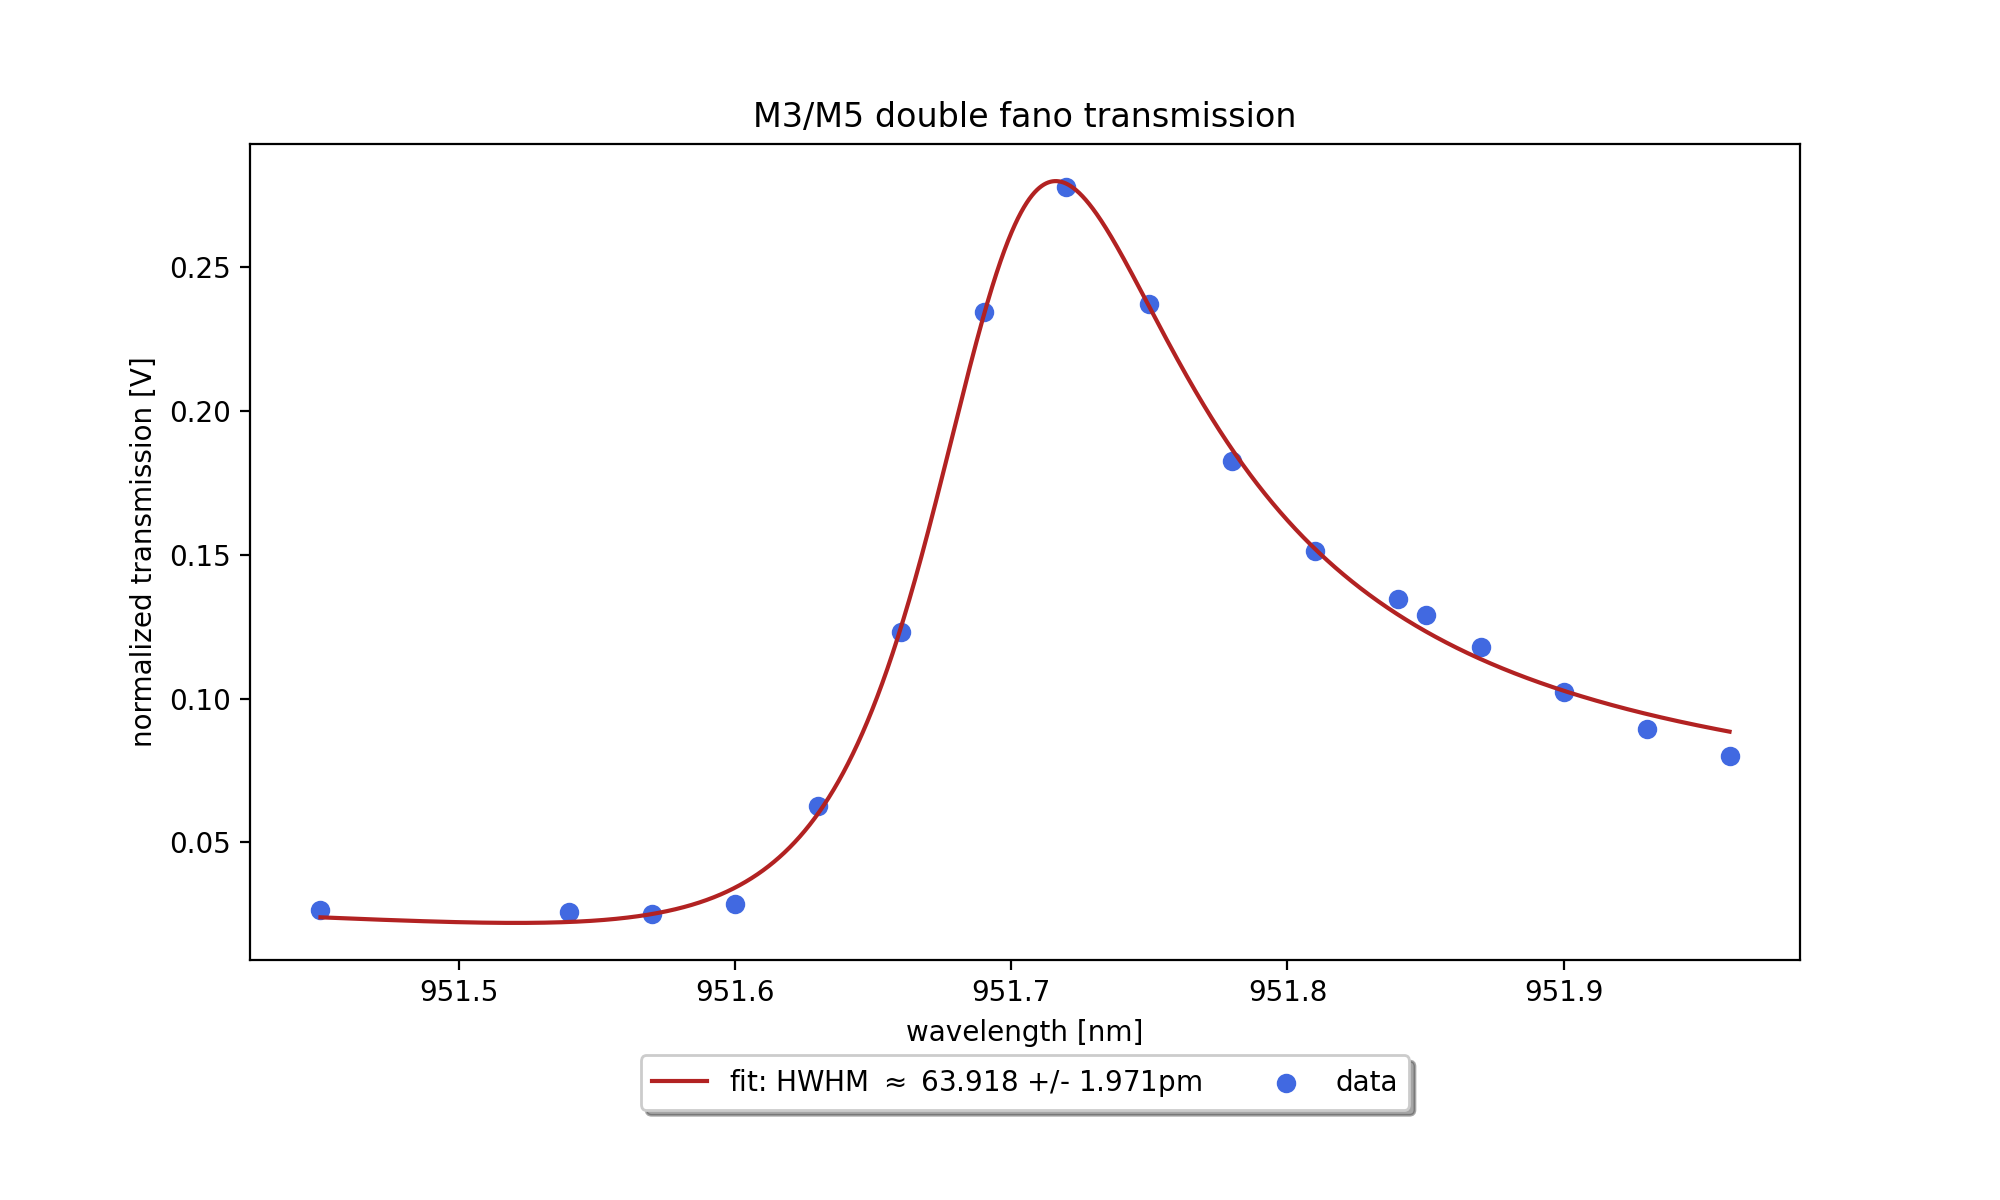 M3/M5 double fano transmission
normalized transmission [V]
0.25
0.20
0.15
0.10
0.05
951.5 951.6 951.7 951.8 951.9
wavelength [nm]
fit: HWHM ≈ 63.918 +/- 1.971pm data